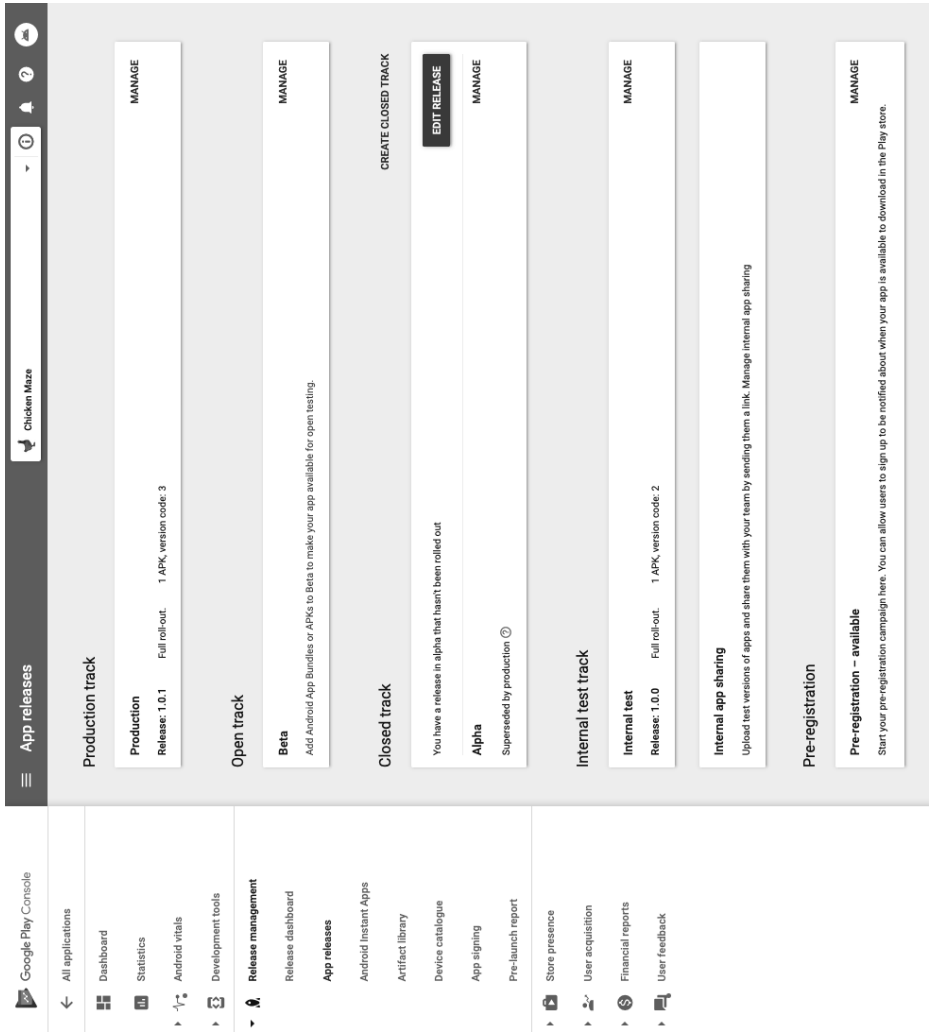 Google Play Console
All applications
Dashboard
Statistics
Android vitals
Development tools
Release management
Release dashboard
App releases
Android Instant Apps
Artifact library
Device catalogue
App signing
Pre-launch report
Store presence
User acquisition
Financial reports
User feedback
App releases
Chicken Maze
Production track
Production
MANAGE
Release: 1.0.1 Full roll-out. 1 APK, version code: 3
Open track
Beta
MANAGE
Add Android App Bundles or APKs to Beta to make your app available for open testing.
Closed track
CREATE CLOSED TRACK
You have a release in alpha that hasn't been rolled out
EDIT RELEASE
Alpha
MANAGE
Superseded by production
Internal test track
Internal test
MANAGE
Release: 1.0.0 Full roll-out. 1 APK, version code: 2
Internal app sharing
Upload test versions of apps and share them with your team by sending them a link. Manage internal app sharing
Pre-registration
Pre-registration – available
MANAGE
Start your pre-registration campaign here. You can allow users to sign up to be notified about when your app is available to download in the Play store.